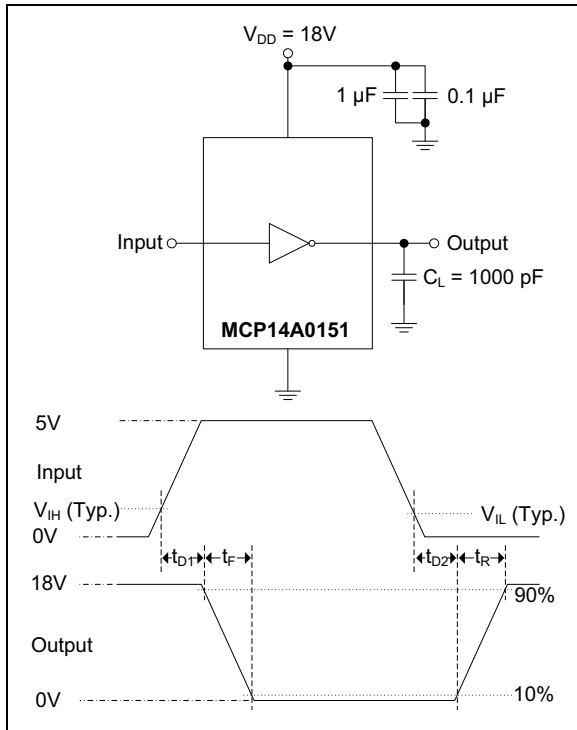 V_DD = 18V
1 µF 0.1 µF
Input Output
C_L = 1000 pF
MCP14A0151
5V
Input
V_IH (Typ.) V_IL (Typ.)
0V
t_D1 t_F t_D2 t_R
18V 90%
Output
0V 10%